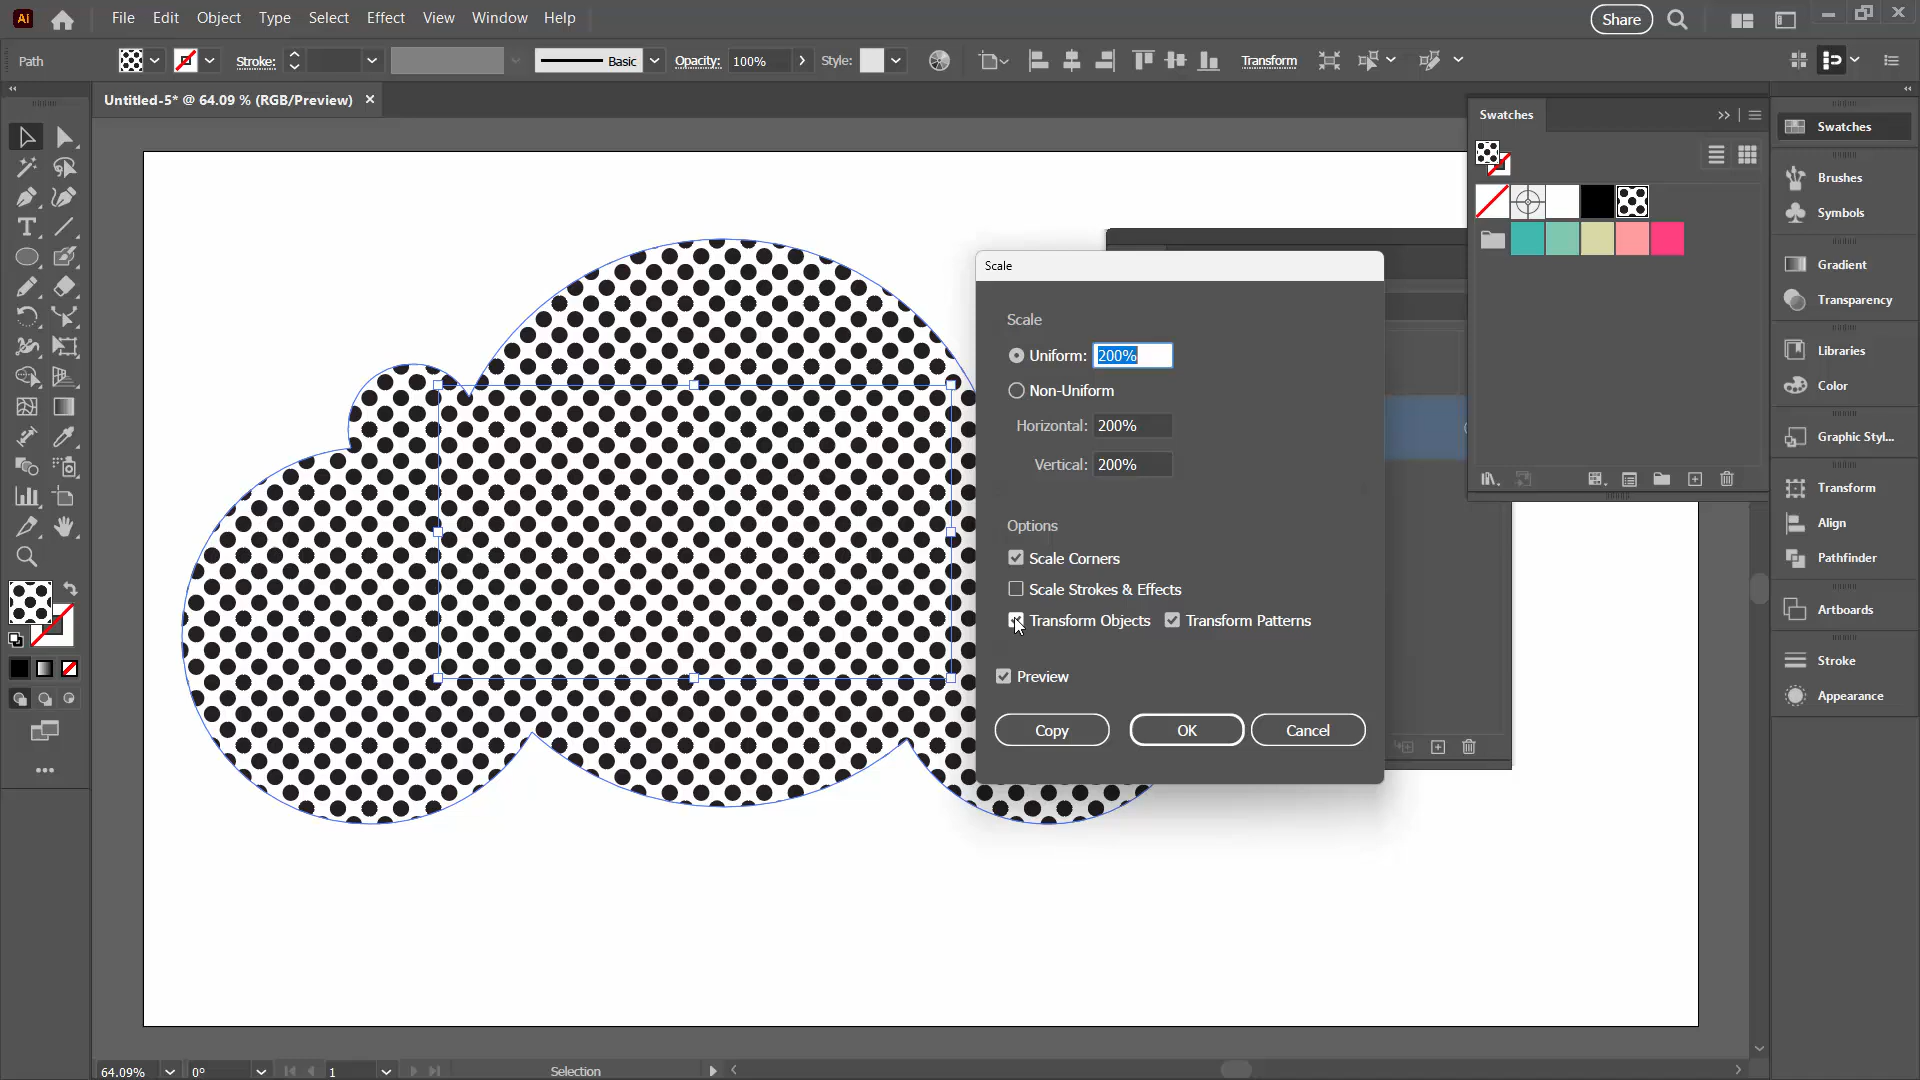 Ai File Edit Object Type Select Effect View Window Help Share
Path Stroke: Basic Opacity: 100% Style: Transform
Untitled-5* @ 64.09 % (RGB/Preview)
Swatches
Swatches
Brushes
Symbols
Gradient
Transparency
Libraries
Color
Graphic Styl...
Transform
Align
Pathfinder
Artboards
Stroke
Appearance
Scale
Scale
Uniform: 200%
Non-Uniform
Horizontal: 200%
Vertical: 200%
Options
Scale Corners
Scale Strokes & Effects
Transform Objects Transform Patterns
Preview
Copy OK Cancel
64.09% 0° 1 Selection